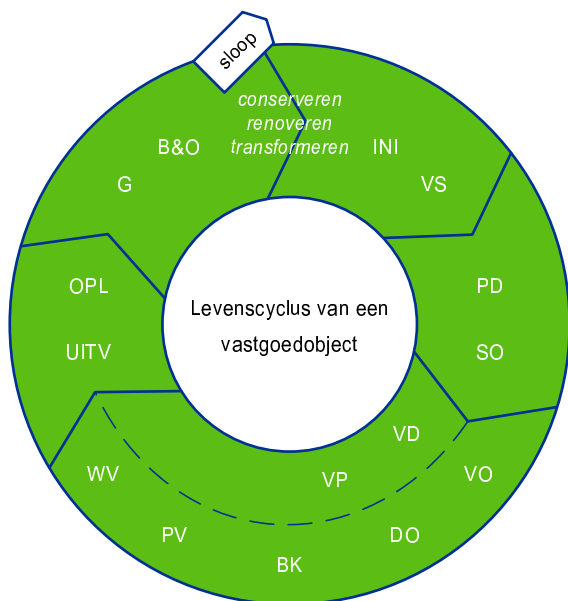 sloop
conserveren
renoveren
transformeren
INI
VS
PD
SO
VD
VO
VP
DO
BK
PV
WV
UITV
OPL
G
B&O
Levenscyclus van een
vastgoedobject